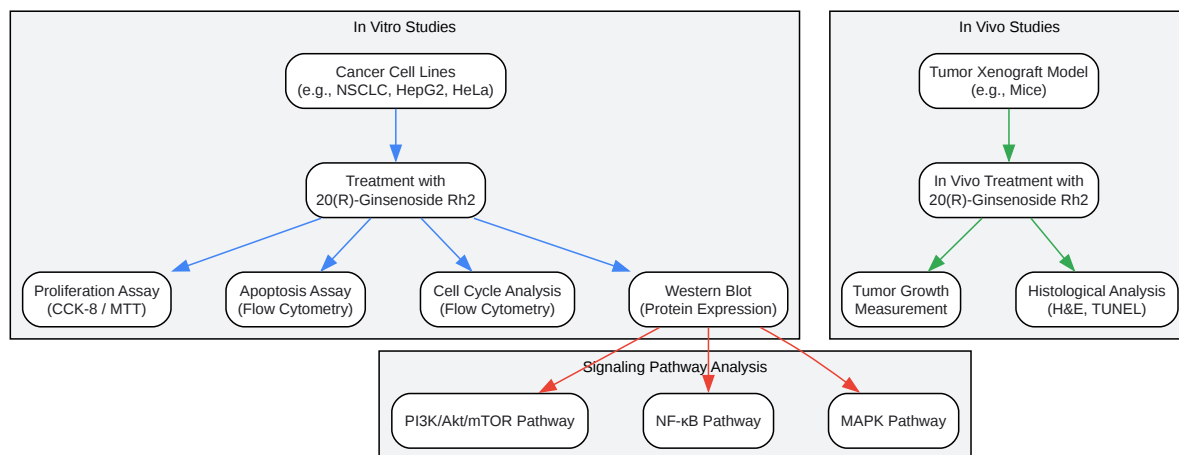 In Vitro Studies
Cancer Cell Lines
(e.g., NSCLC, HepG2, HeLa)
Treatment with
20(R)-Ginsenoside Rh2
Proliferation Assay
(CCK-8 / MTT)
Apoptosis Assay
(Flow Cytometry)
Cell Cycle Analysis
(Flow Cytometry)
Western Blot
(Protein Expression)
In Vivo Studies
Tumor Xenograft Model
(e.g., Mice)
In Vivo Treatment with
20(R)-Ginsenoside Rh2
Tumor Growth
Measurement
Histological Analysis
(H&E, TUNEL)
Signaling Pathway Analysis
PI3K/Akt/mTOR Pathway
NF-κB Pathway
MAPK Pathway